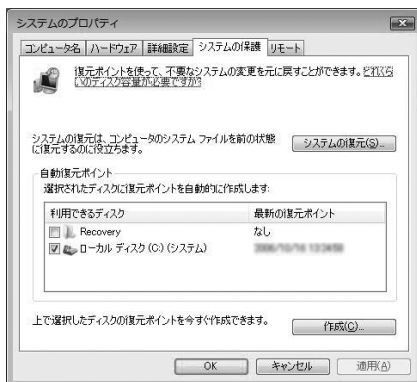 システムのプロパティ
コンピュータ名 ハードウェア 詳細設定 システムの保護 リモート
復元ポイントを使って、不要なシステムの変更を元に戻すことができます。どれくら
いのディスク容量が必要ですか?
システムの復元は、コンピュータのシステム ファイルを前の状態
に復元するのに役立ちます。
システムの復元(S)...
自動復元ポイント
選択されたディスクに復元ポイントを自動的に作成します:
利用できるディスク 最新の復元ポイント
Recovery なし
ローカル ディスク (C:) (システム)
上で選択したディスクの復元ポイントを今すぐ作成できます。
作成(C)...
OK キャンセル 適用(A)